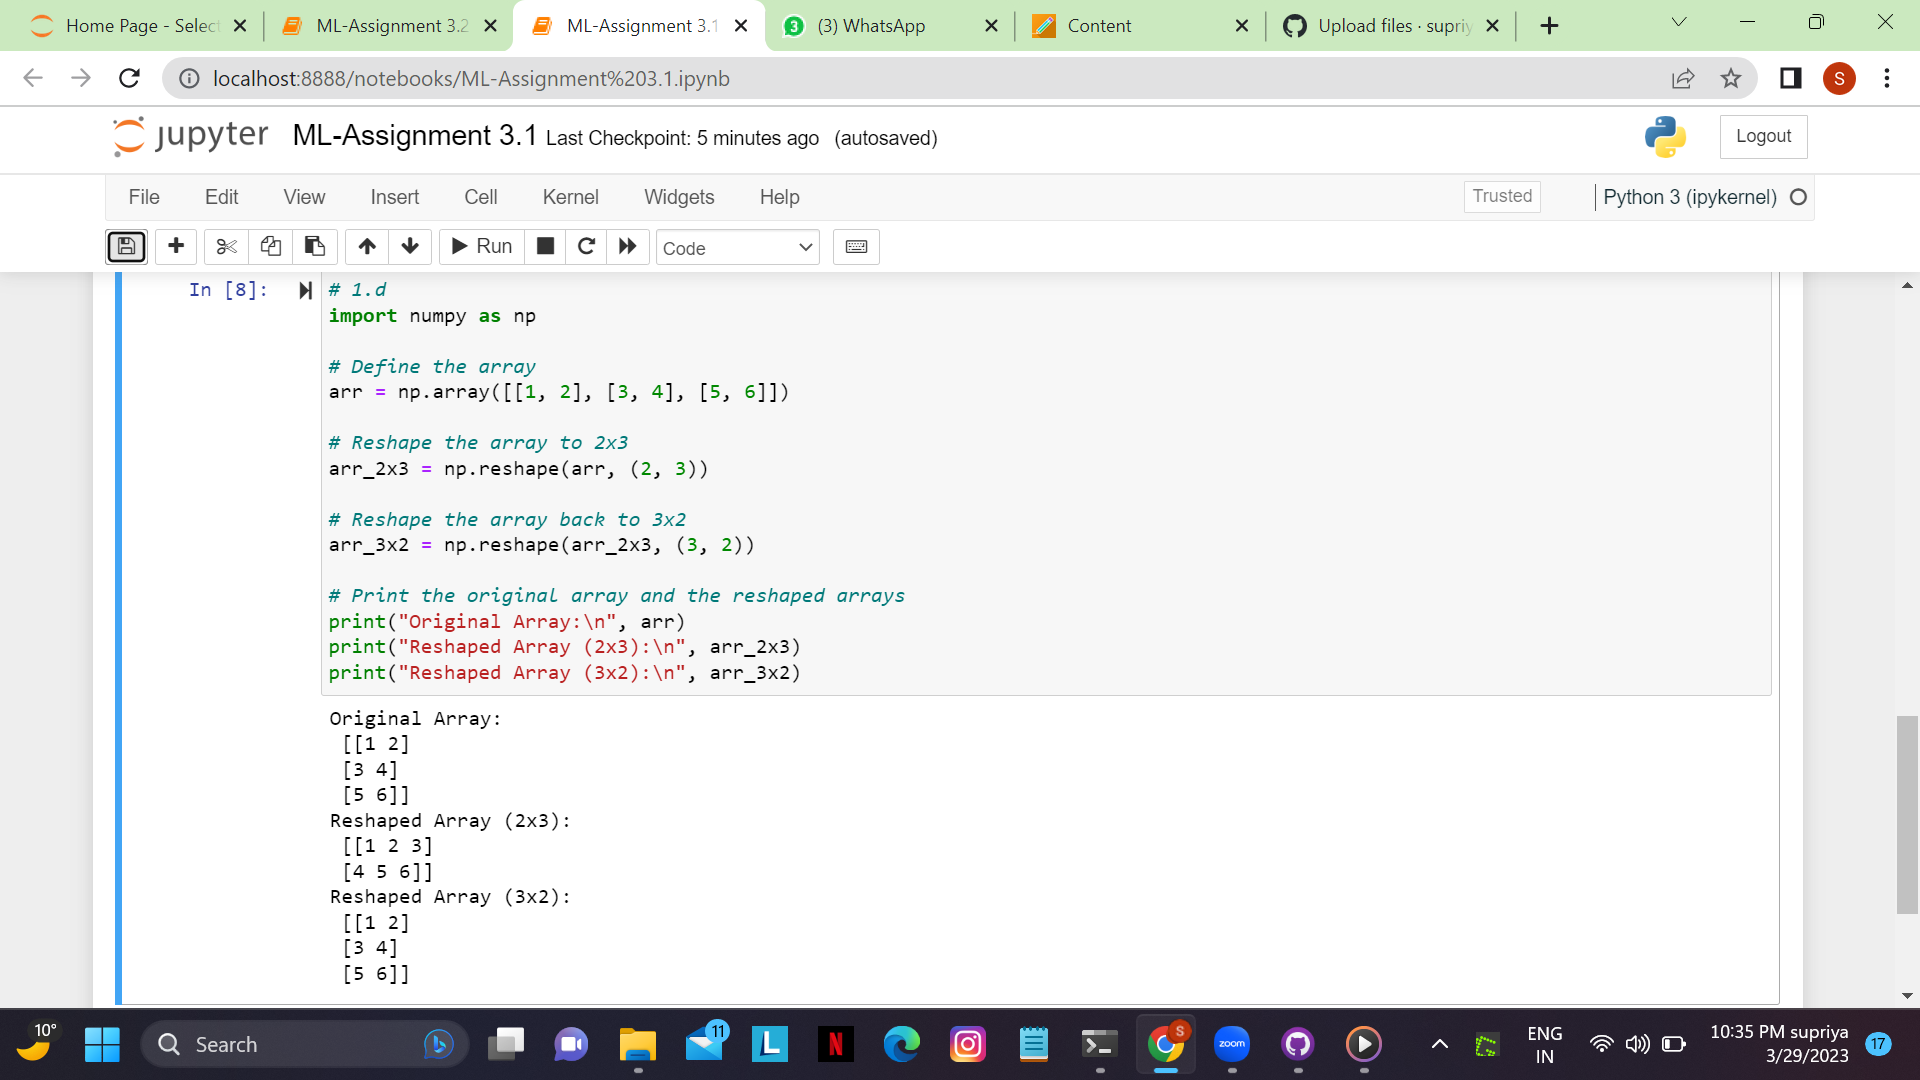 Home Page - Select
ML-Assignment 3.2
ML-Assignment 3.1
3
(3) WhatsApp
Content
Upload files · supriy
localhost:8888/notebooks/ML-Assignment%203.1.ipynb
S
jupyter
ML-Assignment 3.1 Last Checkpoint: 5 minutes ago (autosaved)
Logout
File Edit View Insert Cell Kernel Widgets Help
Trusted
Python 3 (ipykernel)
Run
Code
In [8]:
# 1.d
import numpy as np
# Define the array
arr = np.array([[1, 2], [3, 4], [5, 6]])
# Reshape the array to 2x3
arr_2x3 = np.reshape(arr, (2, 3))
# Reshape the array back to 3x2
arr_3x2 = np.reshape(arr_2x3, (3, 2))
# Print the original array and the reshaped arrays
print("Original Array:\n", arr)
print("Reshaped Array (2x3):\n", arr_2x3)
print("Reshaped Array (3x2):\n", arr_3x2)
Original Array:
[[1 2]
[3 4]
[5 6]]
Reshaped Array (2x3):
[[1 2 3]
[4 5 6]]
Reshaped Array (3x2):
[[1 2]
[3 4]
[5 6]]
10°
Search
11
L
N
S
zoom
ENG
IN
10:35 PM supriya
3/29/2023
17